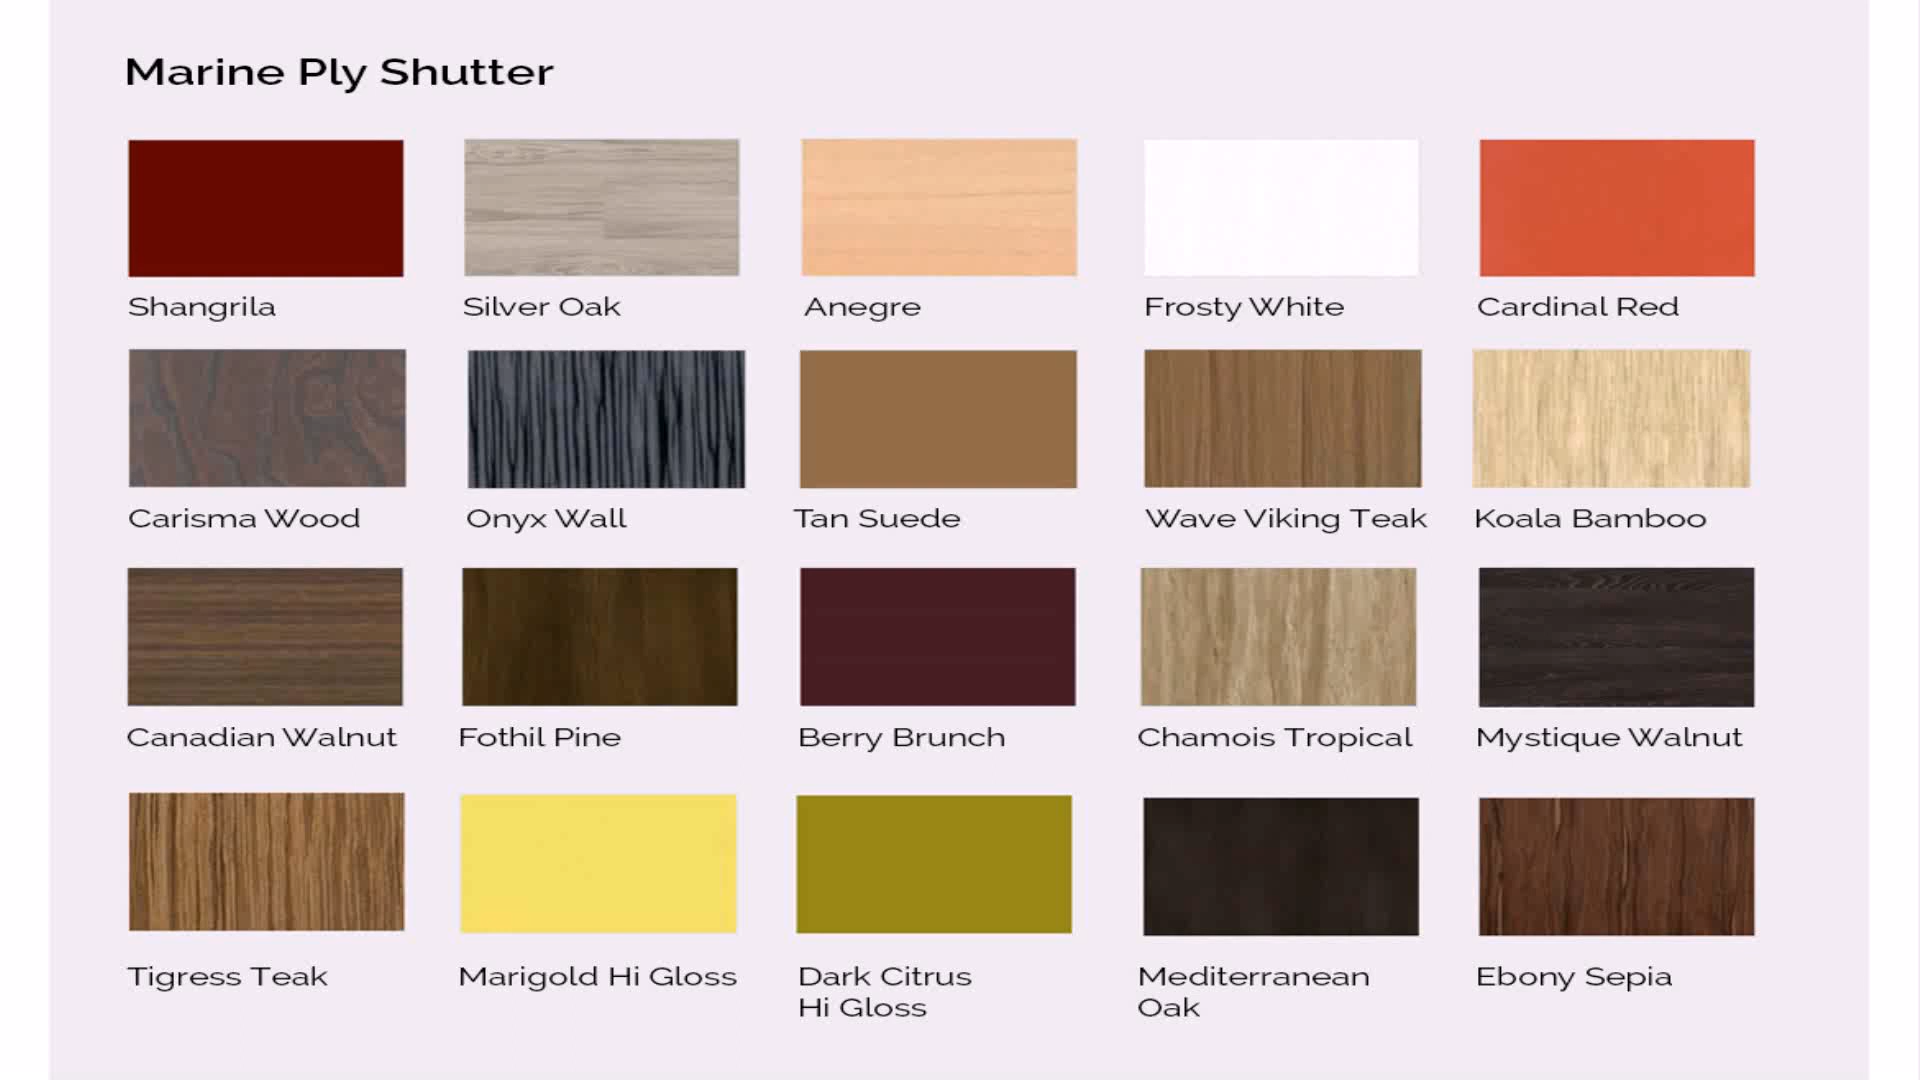 Marine Ply Shutter
Shangrila
Silver Oak
Anegre
Frosty White
Cardinal Red
Carisma Wood
Onyx Wall
Tan Suede
Wave Viking Teak
Koala Bamboo
Canadian Walnut
Fothil Pine
Berry Brunch
Chamois Tropical
Mystique Walnut
Tigress Teak
Marigold Hi Gloss
Dark Citrus
Hi Gloss
Mediterranean
Oak
Ebony Sepia